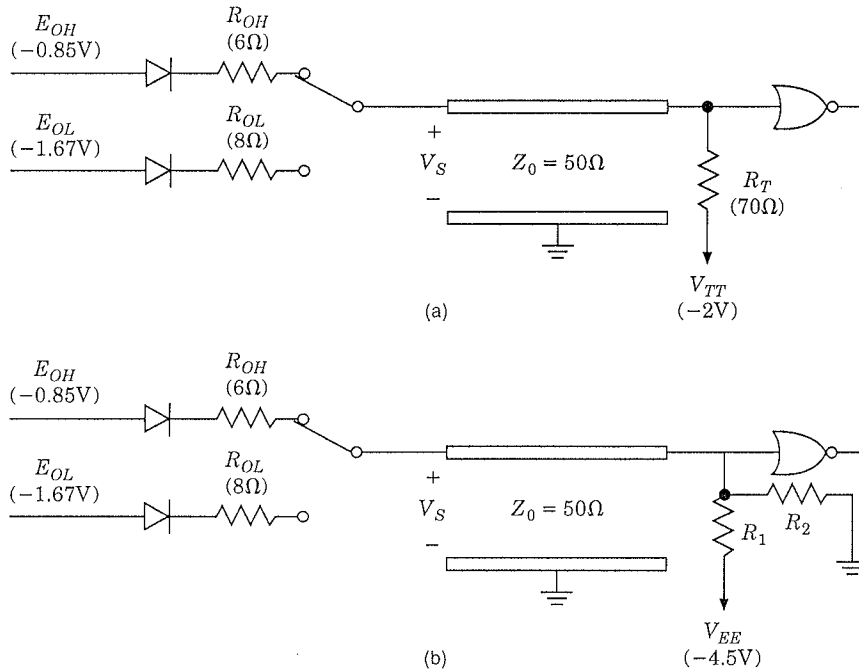 E_OH
(−0.85V)
R_OH
(6Ω)
E_OL
(−1.67V)
R_OL
(8Ω)
+
V_S
−
Z_0 = 50Ω
R_T
(70Ω)
V_TT
(−2V)
(a)
E_OH
(−0.85V)
R_OH
(6Ω)
E_OL
(−1.67V)
R_OL
(8Ω)
+
V_S
−
Z_0 = 50Ω
R_1
R_2
V_EE
(−4.5V)
(b)